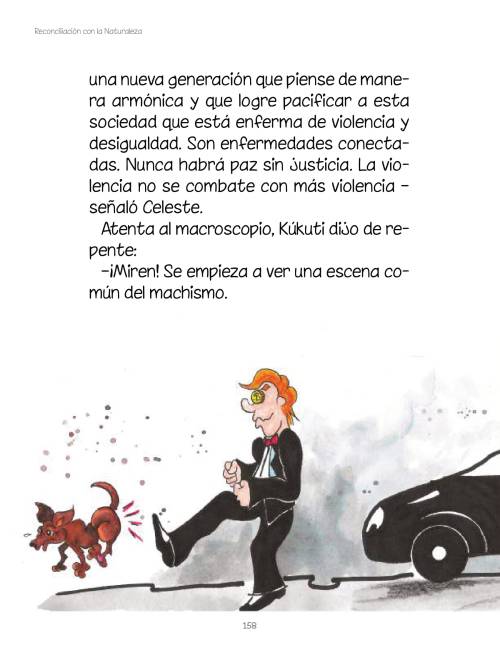 Reconciliación con la Naturaleza
una nueva generación que piense de mane-
ra armónica y que logre pacificar a esta
sociedad que está enferma de violencia y
desigualdad. Son enfermedades conecta-
das. Nunca habrá paz sin justicia. La vio-
lencia no se combate con más violencia –
señaló Celeste.
Atenta al macroscopio, Kúkuti dijo de re-
pente:
–¡Miren! Se empieza a ver una escena co-
mún del machismo.
158